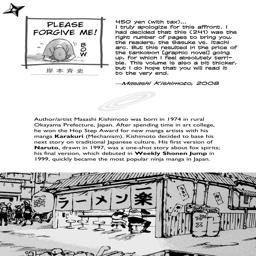 PLEASE
FORGIVE ME!
BOW
岸本斉史
450 yen (with tax)...
I truly apologize for this affront. I
had decided that this (241) was the
right number of pages to bring you,
the readers, the Sasuke vs. Itachi
arc. But this resulted in the price of
the tankobon (graphic novel) going
up, for which I feel absolutely terri-
ble. This volume is also a bit thicker,
but I do hope that you will read it
to the very end.
—Masashi Kishimoto, 2008
Author/artist Masashi Kishimoto was born in 1974 in rural
Okayama Prefecture, Japan. After spending time in art college,
he won the Hop Step Award for new manga artists with his
manga Karakuri (Mechanism). Kishimoto decided to base his
next story on traditional Japanese culture. His first version of
Naruto, drawn in 1997, was a one-shot story about fox spirits;
his final version, which debuted in Weekly Shonen Jump in
1999, quickly became the most popular ninja manga in Japan.
ラーメン楽